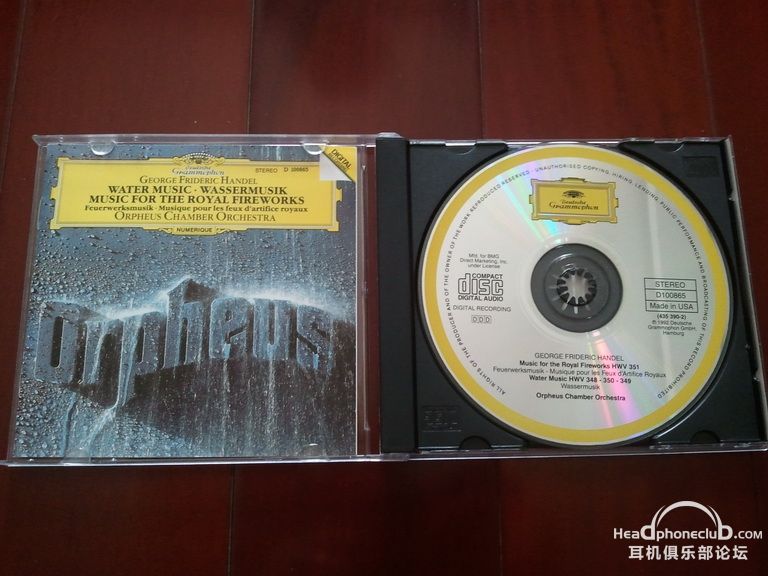 Deutsche
Grammophon
STEREO D 100865
DIGITAL
GEORGE FRIDERIC HANDEL
WATER MUSIC · WASSERMUSIK
MUSIC FOR THE ROYAL FIREWORKS
Feuerwerksmusik · Musique pour les feux d'artifice royaux
ORPHEUS CHAMBER ORCHESTRA
NUMERIQUE
Orpheus
ALL RIGHTS OF THE PRODUCER AND OF THE OWNER OF THE WORK REPRODUCED RESERVED · UNAUTHORISED COPYING, HIRING, LENDING, PUBLIC PERFORMANCE AND BROADCASTING OF THIS RECORD PROHIBITED
Deutsche
Grammophon
Mfd. for BMG
Direct Marketing, Inc.
under License
COMPACT
disc
DIGITAL AUDIO
DIGITAL RECORDING
DDD
STEREO
D100865
Made in USA
(435 390-2)
℗ 1992 Deutsche
Grammophon GmbH,
Hamburg
GEORGE FRIDERIC HANDEL
Music for the Royal Fireworks HWV 351
Feuerwerksmusik - Musique pour les Feux d'Artifice Royaux
Water Music HWV 348 - 350 - 349
Wassermusik
Orpheus Chamber Orchestra
Headphoneclub.com
耳机俱乐部论坛